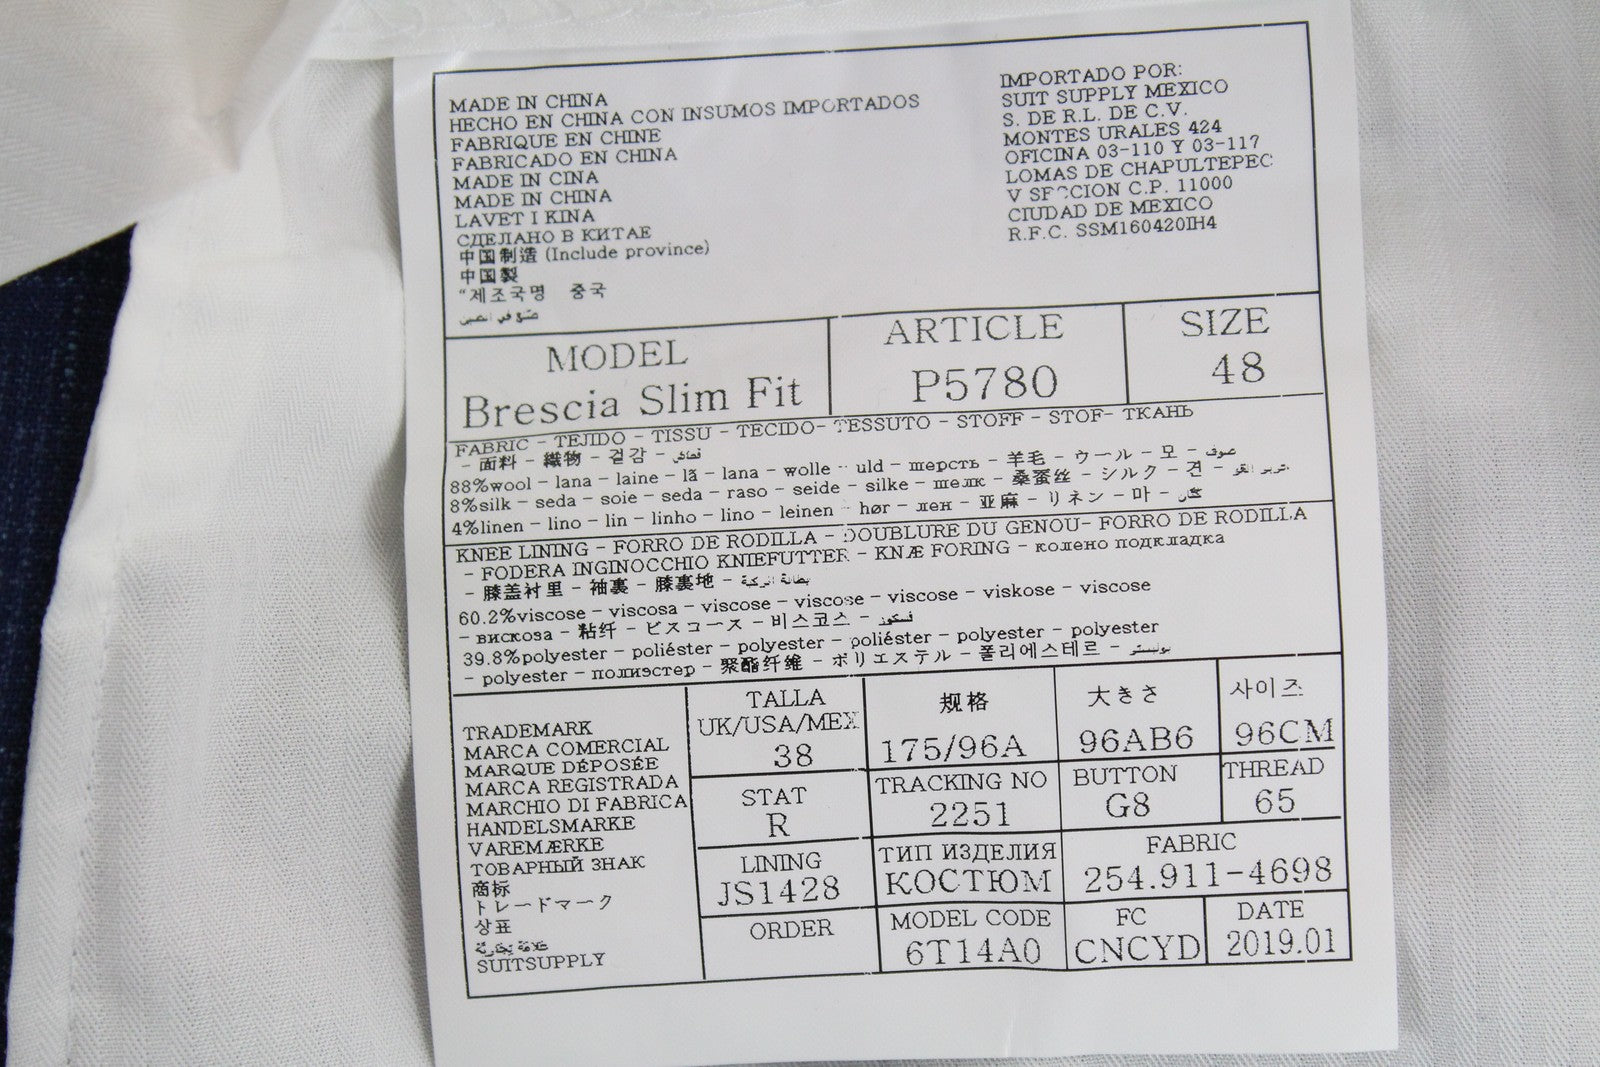 MADE IN CHINA
HECHO EN CHINA CON INSUMOS IMPORTADOS
FABRIQUE EN CHINE
FABRICADO EN CHINA
MADE IN CINA
MADE IN CHINA
LAVET I KINA
СДЕЛАНО В КИТАЕ
中国制造 (Include province)
中国製
"제조국명 중국
IMPORTADO POR:
SUIT SUPPLY MEXICO
S. DE R.L. DE C.V.
MONTES URALES 424
OFICINA 03-110 Y 03-117
LOMAS DE CHAPULTEPEC
V SECCION C.P. 11000
CIUDAD DE MEXICO
R.F.C. SSM160420IH4
MODEL
Brescia Slim Fit
ARTICLE
P5780
SIZE
48
FABRIC - TEJIDO - TISSU - TECIDO- TESSUTO - STOFF - STOF- ТКАНЬ
- 面料 - 織物 - 겉감 - قماش
88%wool - lana - laine - lã - lana - wolle - uld - шерсть - 羊毛 - ウール - 모 - صوف
8%silk - seda - soie - seda - raso - seide - silke - шелк - 桑蚕丝 - シルク - 견 -
4%linen - lino - lin - linho - lino - leinen - hør - лен - 亚麻 - リネン - 마 - كتان
KNEE LINING - FORRO DE RODILLA - DOUBLURE DU GENOU- FORRO DE RODILLA
- FODERA INGINOCCHIO KNIEFUTTER - KNÆ FORING - колено подкладка
- 膝盖衬里 - 袖裏 - 膝裏地 - بطانة الركبة
60.2%viscose - viscosa - viscose - viscose - viscose - viskose - viscose
- вискоза - 粘纤 - ビスコース - 비스코스 - فسكوز
39.8%polyester - poliéster - polyester - poliéster - polyester - polyester
- polyester - полиэстер - 聚酯纤维 - ポリエステル - 폴리에스테르 - بوليستر
TRADEMARK
MARCA COMERCIAL
MARQUE DÉPOSÉE
MARCA REGISTRADA
MARCHIO DI FABRICA
HANDELSMARKE
VAREMÆRKE
ТОВАРНЫЙ ЗНАК
商标
トレードマーク
상표
علامة تجارية
SUITSUPPLY
TALLA
UK/USA/MEX
38
规格
175/96A
大きさ
96AB6
사이즈
96CM
STAT
R
TRACKING NO
2251
BUTTON
G8
THREAD
65
LINING
JS1428
ТИП ИЗДЕЛИЯ
КОСТЮМ
FABRIC
254.911-4698
ORDER
MODEL CODE
6T14A0
FC
CNCYD
DATE
2019.01